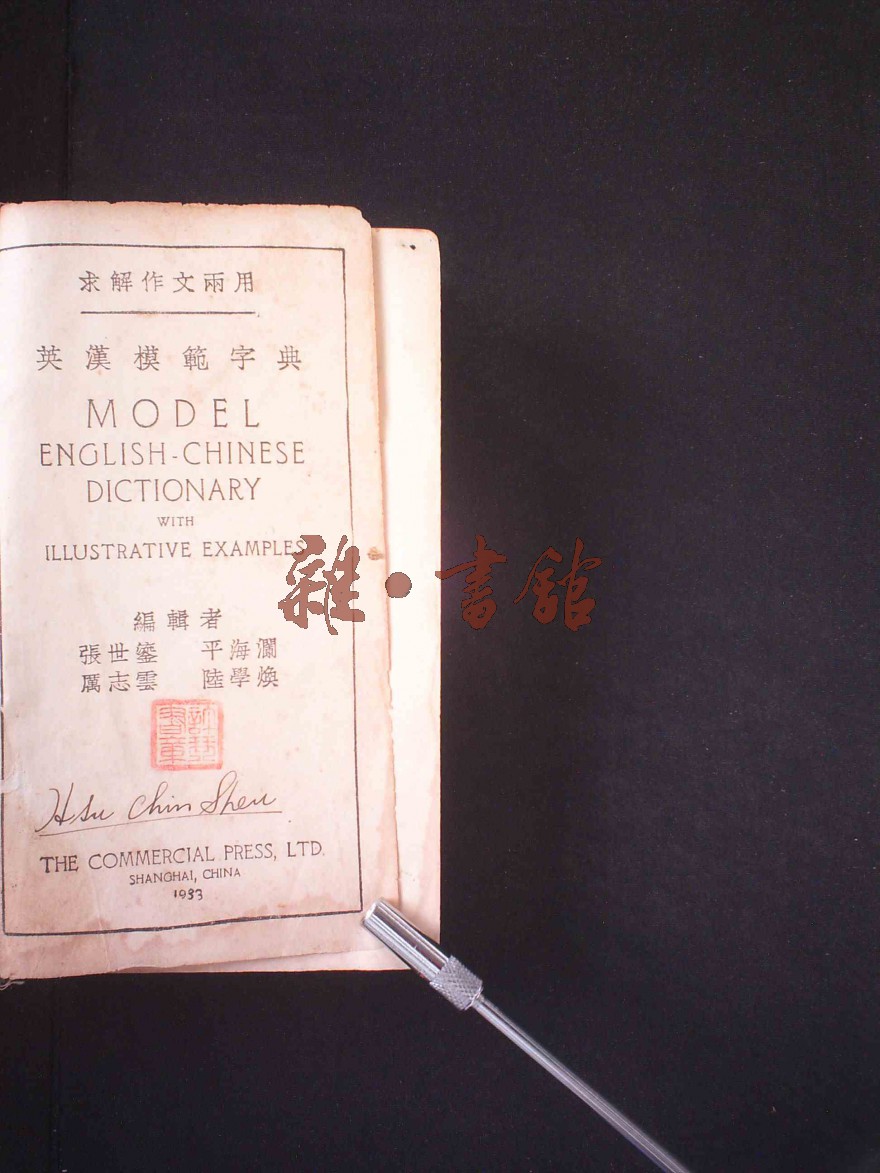 求解作文兩用
英漢模範字典
MODEL
ENGLISH-CHINESE
DICTIONARY
WITH
ILLUSTRATIVE EXAMPLES
雜·書舘
編輯者
張世鎏 平海瀾
厲志雲 陸學煥
Hsu Chin Shen
THE COMMERCIAL PRESS, LTD.
SHANGHAI, CHINA
1933